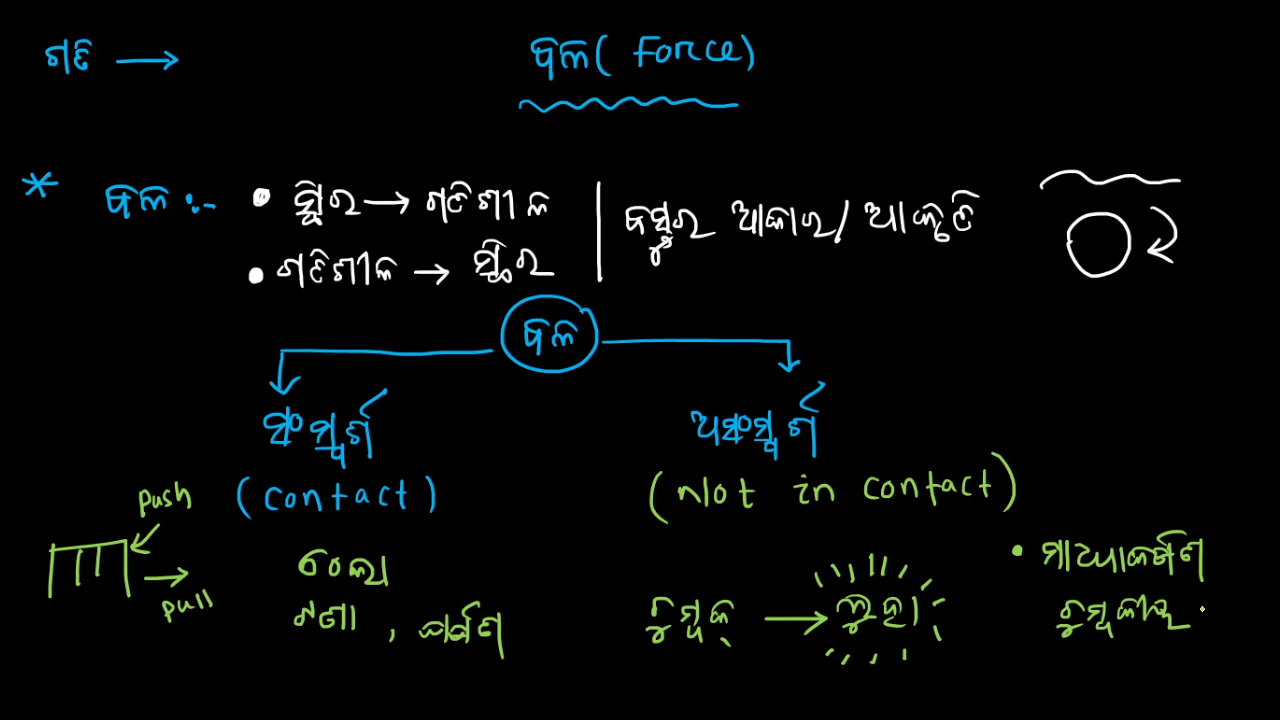 ଗତି → ବଳ( Force)
* ବଳ :- • ସ୍ଥିର → ଗତିଶୀଳ | ବସ୍ତୁର ଆକାର/ ଆକୃତି
• ଗତିଶୀଳ → ସ୍ଥିର
ବଳ
ସଂସ୍ପର୍ଶ ଅସଂସ୍ପର୍ଶ
(contact) (Not in contact)
push
pull
ଠେଲା
ଟଣା , ଘର୍ଷଣ
ଚୁମ୍ବକ → ଲୁହା
• ମାଧ୍ୟାକର୍ଷଣ
ଚୁମ୍ବକୀୟ